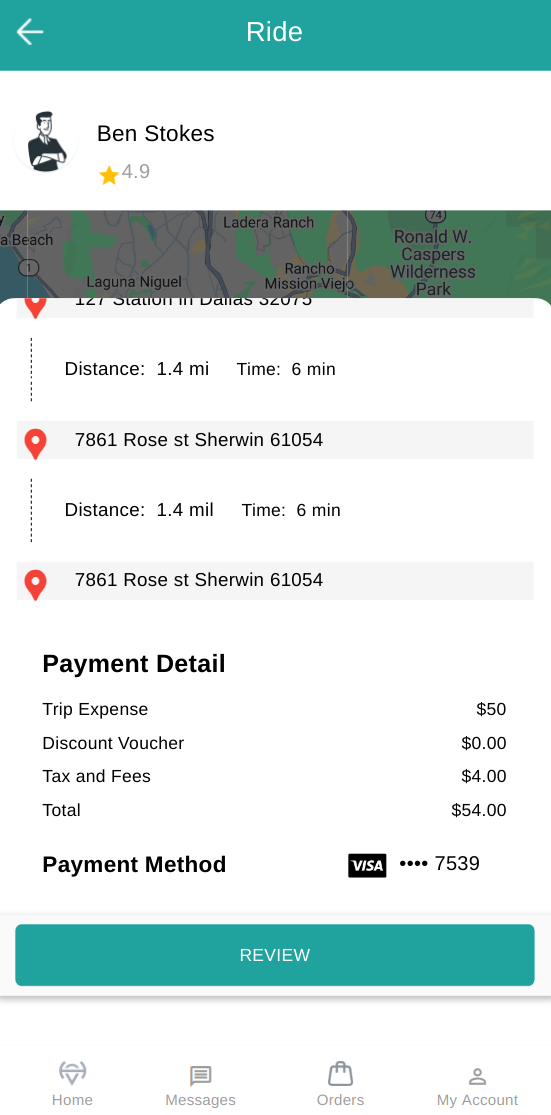 Ride
Ben Stokes
4.9
Ladera Ranch
74
a Beach
Ronald W.
Caspers
Wilderness
Park
1
Laguna Niguel
Rancho
Mission Viejo
127 Station in Dallas 32075
Distance: 1.4 mi Time: 6 min
7861 Rose st Sherwin 61054
Distance: 1.4 mil Time: 6 min
7861 Rose st Sherwin 61054
Payment Detail
Trip Expense $50
Discount Voucher $0.00
Tax and Fees $4.00
Total $54.00
Payment Method VISA •••• 7539
REVIEW
Home Messages Orders My Account